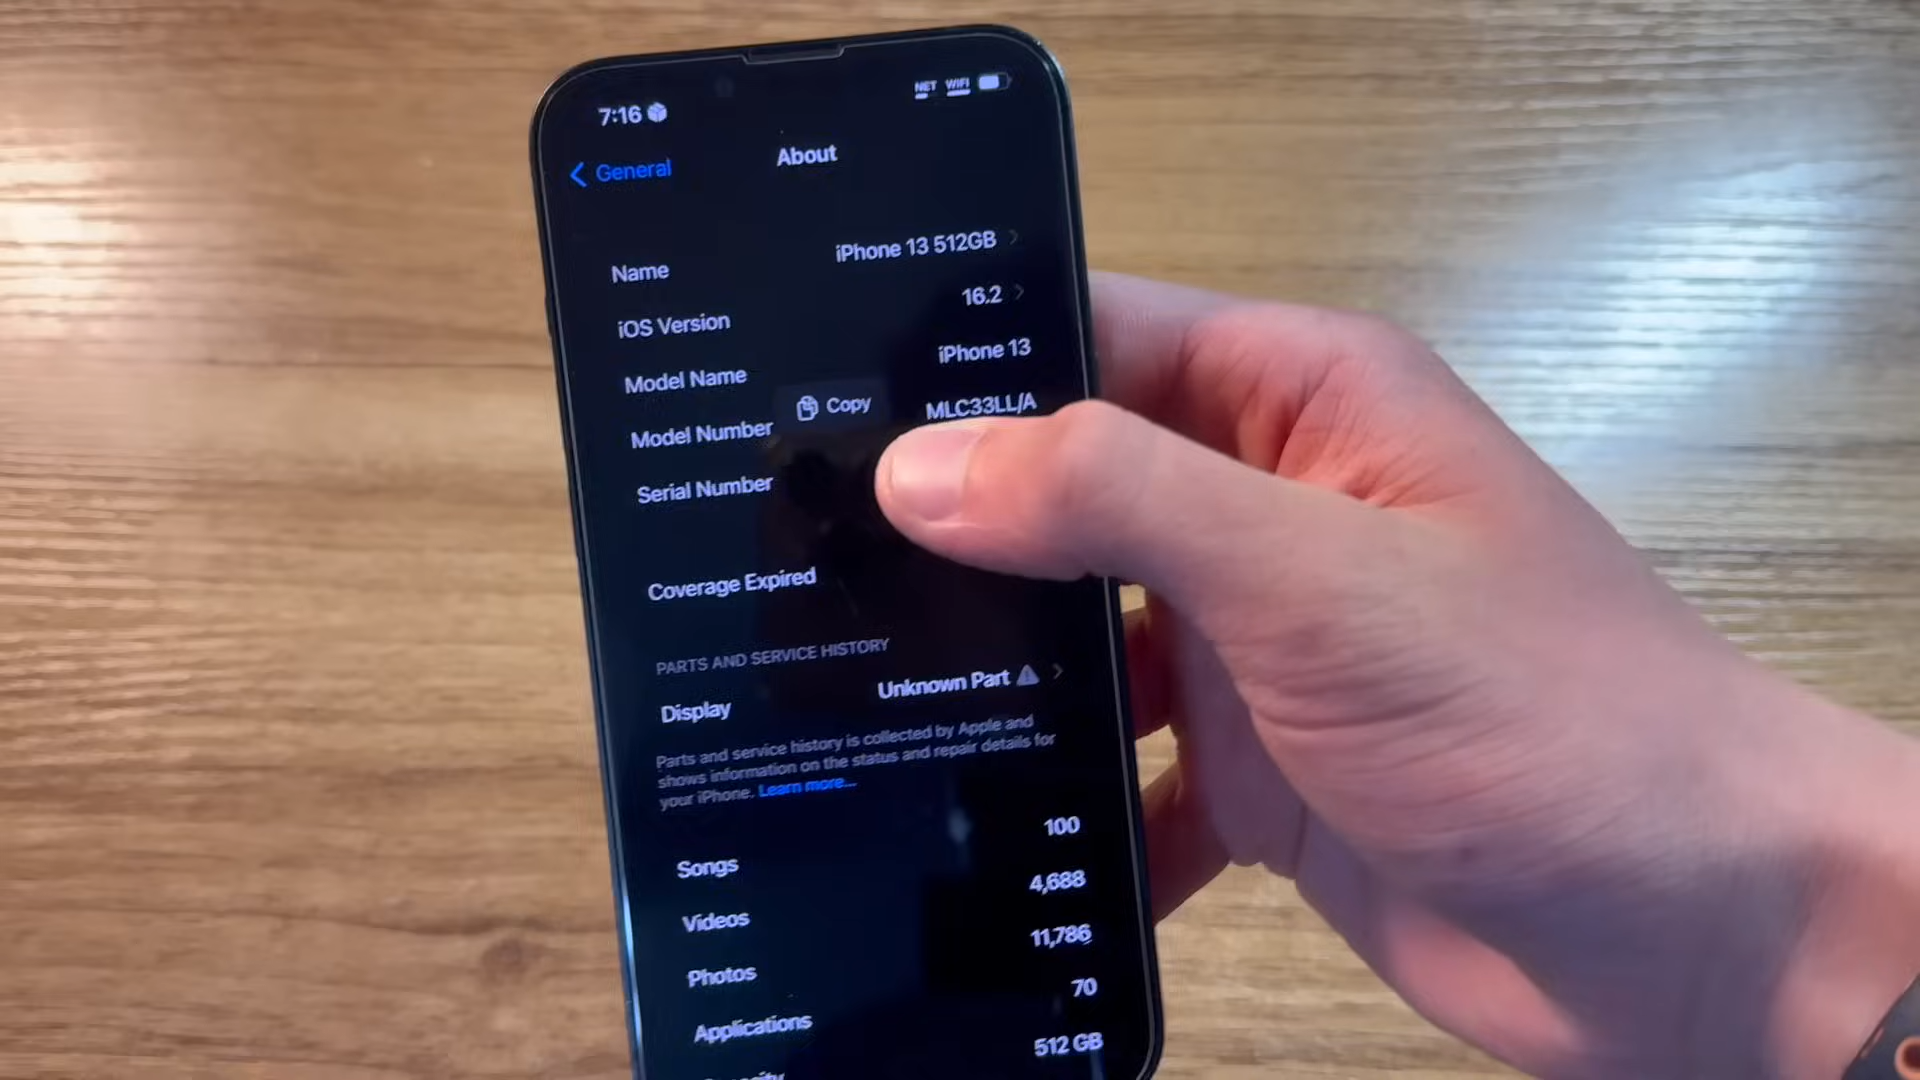 7:16
NET WIFI
General
About
Name
iPhone 13 512GB
iOS Version
16.2
Model Name
iPhone 13
Model Number
MLC33LL/A
Copy
Serial Number
Coverage Expired
PARTS AND SERVICE HISTORY
Display
Unknown Part
Parts and service history is collected by Apple and
shows information on the status and repair details for
your iPhone. Learn more...
Songs
100
Videos
4,688
Photos
11,786
Applications
70
512 GB